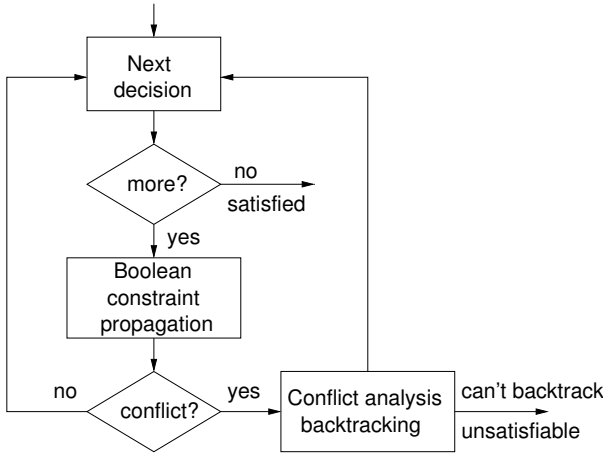 Next
decision
more?
no
satisfied
yes
Boolean
constraint
propagation
no
conflict?
yes
Conflict analysis
backtracking
can't backtrack
unsatisfiable